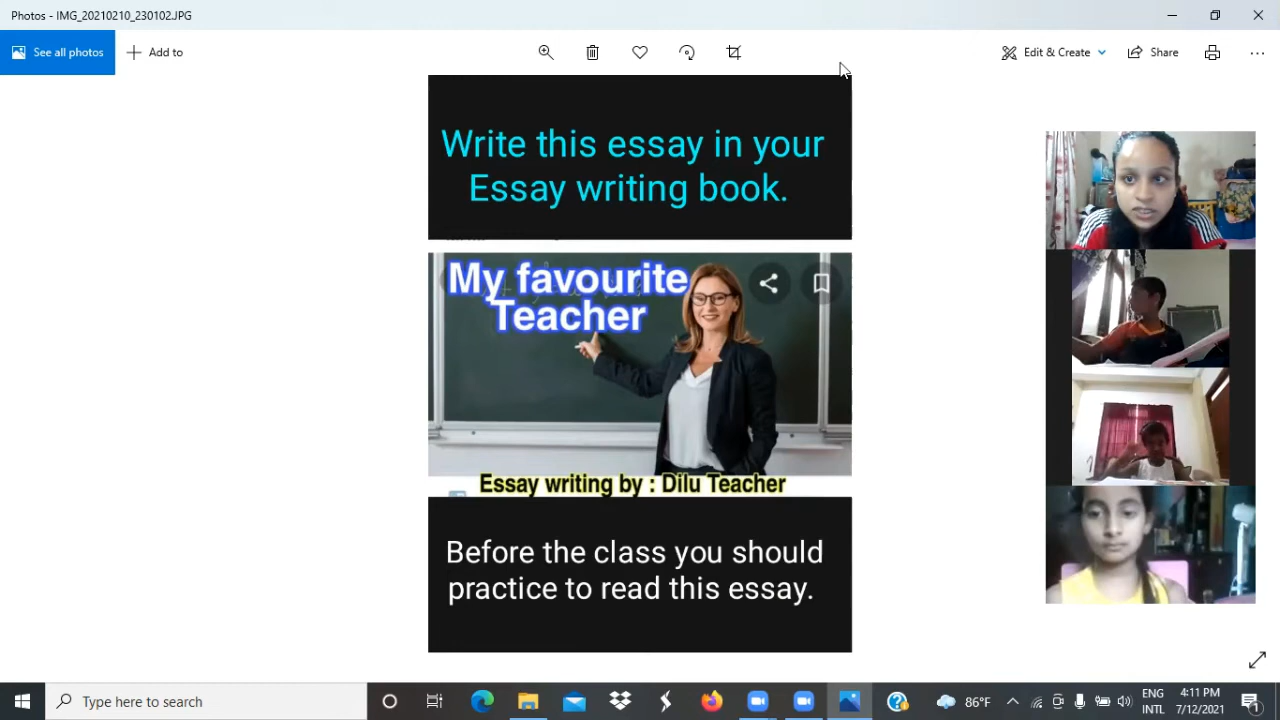 Photos - IMG_20210210_230102.JPG
See all photos
Add to
Edit & Create
Share
Write this essay in your
Essay writing book.
My favourite
Teacher
Essay writing by : Dilu Teacher
Before the class you should
practice to read this essay.
Type here to search
86°F
ENG
INTL
4:11 PM
7/12/2021
1